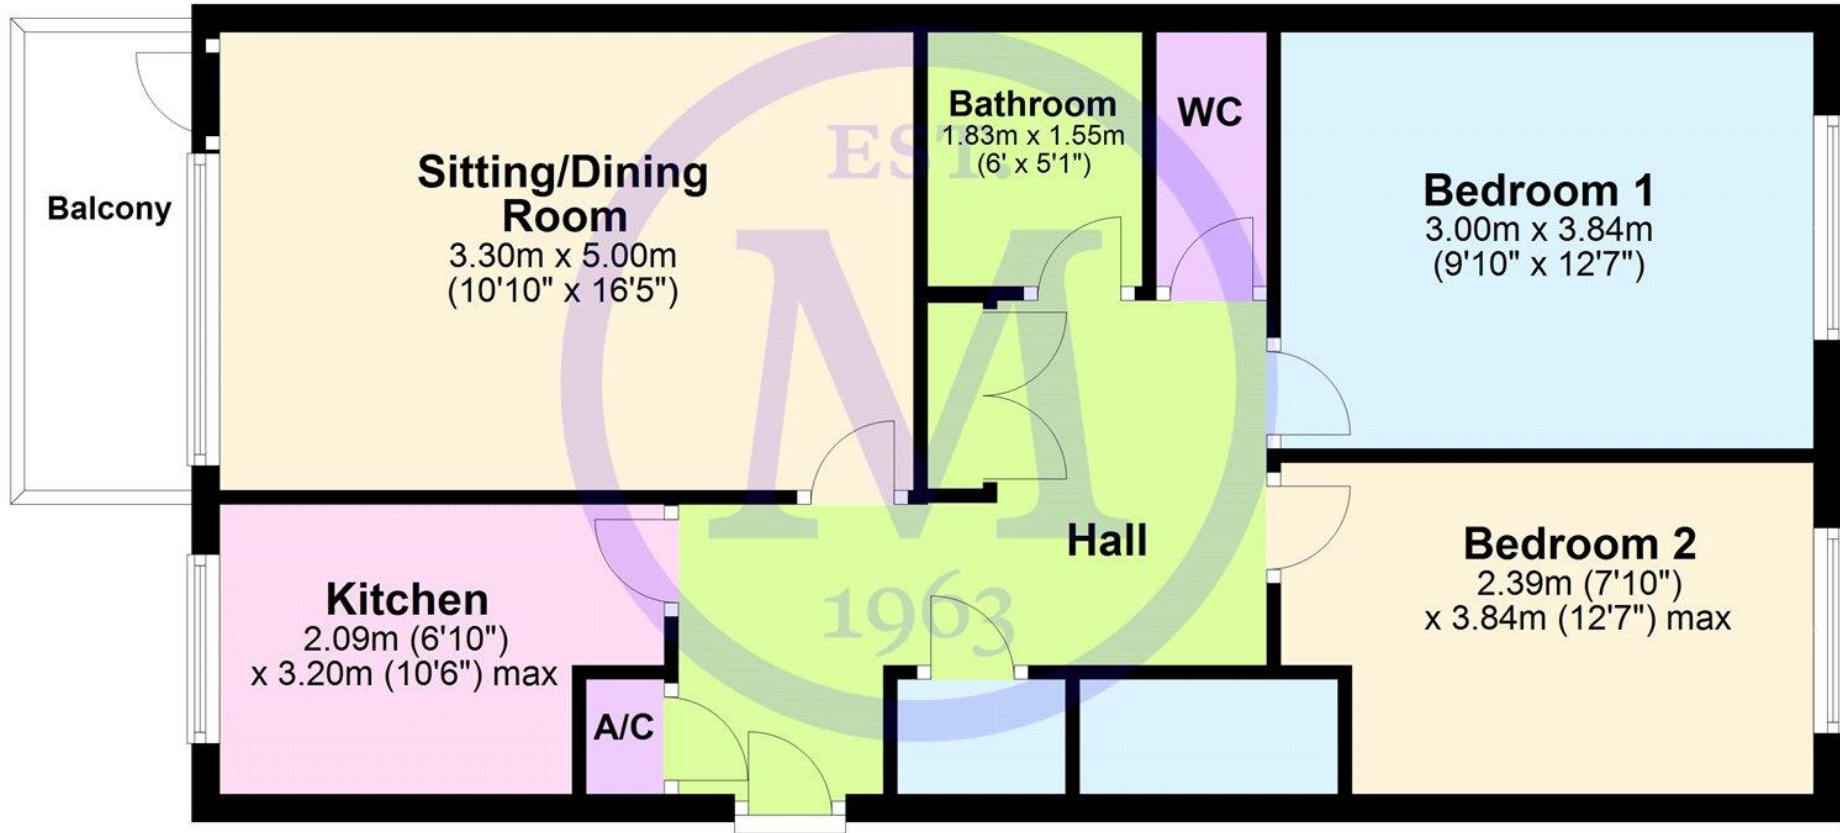 Balcony
Sitting/Dining
Room
3.30m x 5.00m
(10'10" x 16'5")
Bathroom
1.83m x 1.55m
(6' x 5'1")
WC
Bedroom 1
3.00m x 3.84m
(9'10" x 12'7")
EST.
M
1963
Hall
Kitchen
2.09m (6'10")
x 3.20m (10'6") max
A/C
Bedroom 2
2.39m (7'10")
x 3.84m (12'7") max